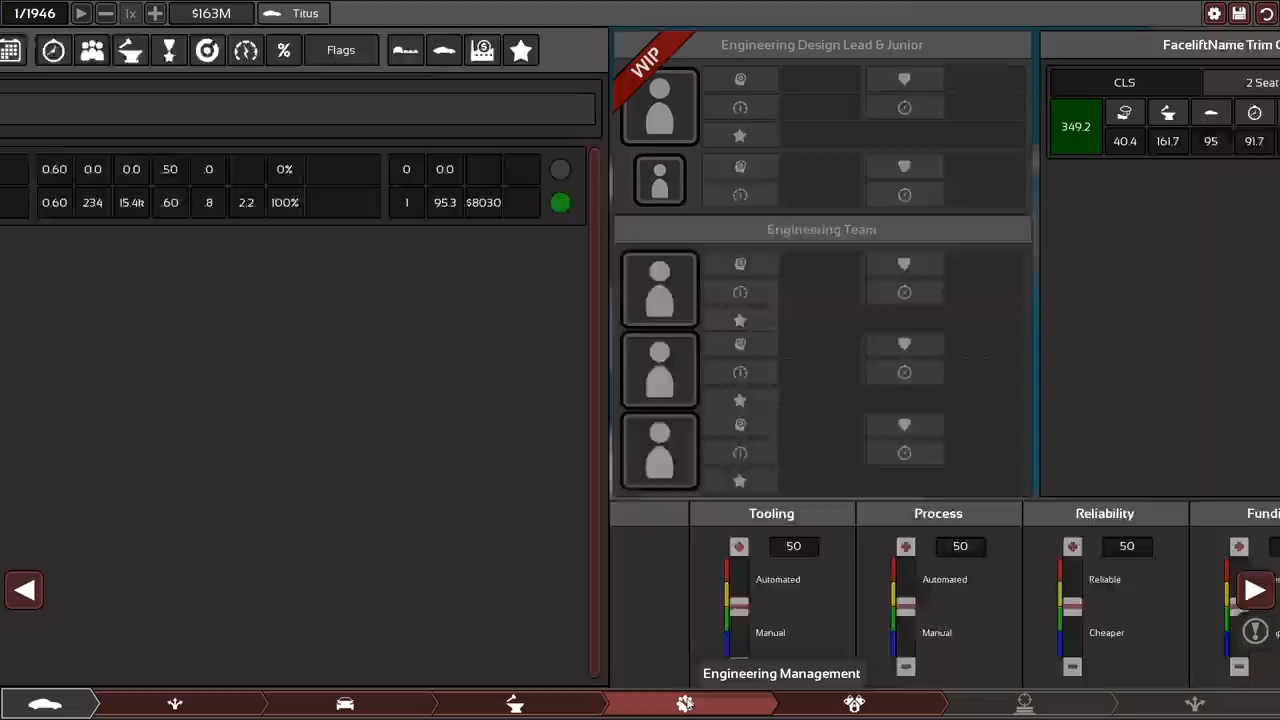 1/1946 1x $163M Titus
% Flags
WIP
Engineering Design Lead & Junior
FaceliftName Trim
CLS 2 Seat
349.2
40.4 161.7 95 91.7
0.60 0.0 0.0 .50 .0 0% 0 0.0
0.60 234 15.4k .60 .8 2.2 100% 1 95.3 $8030
Engineering Team
Tooling Process Reliability
50 50 50
Automated Automated Reliable
Manual Manual Cheaper
Engineering Management